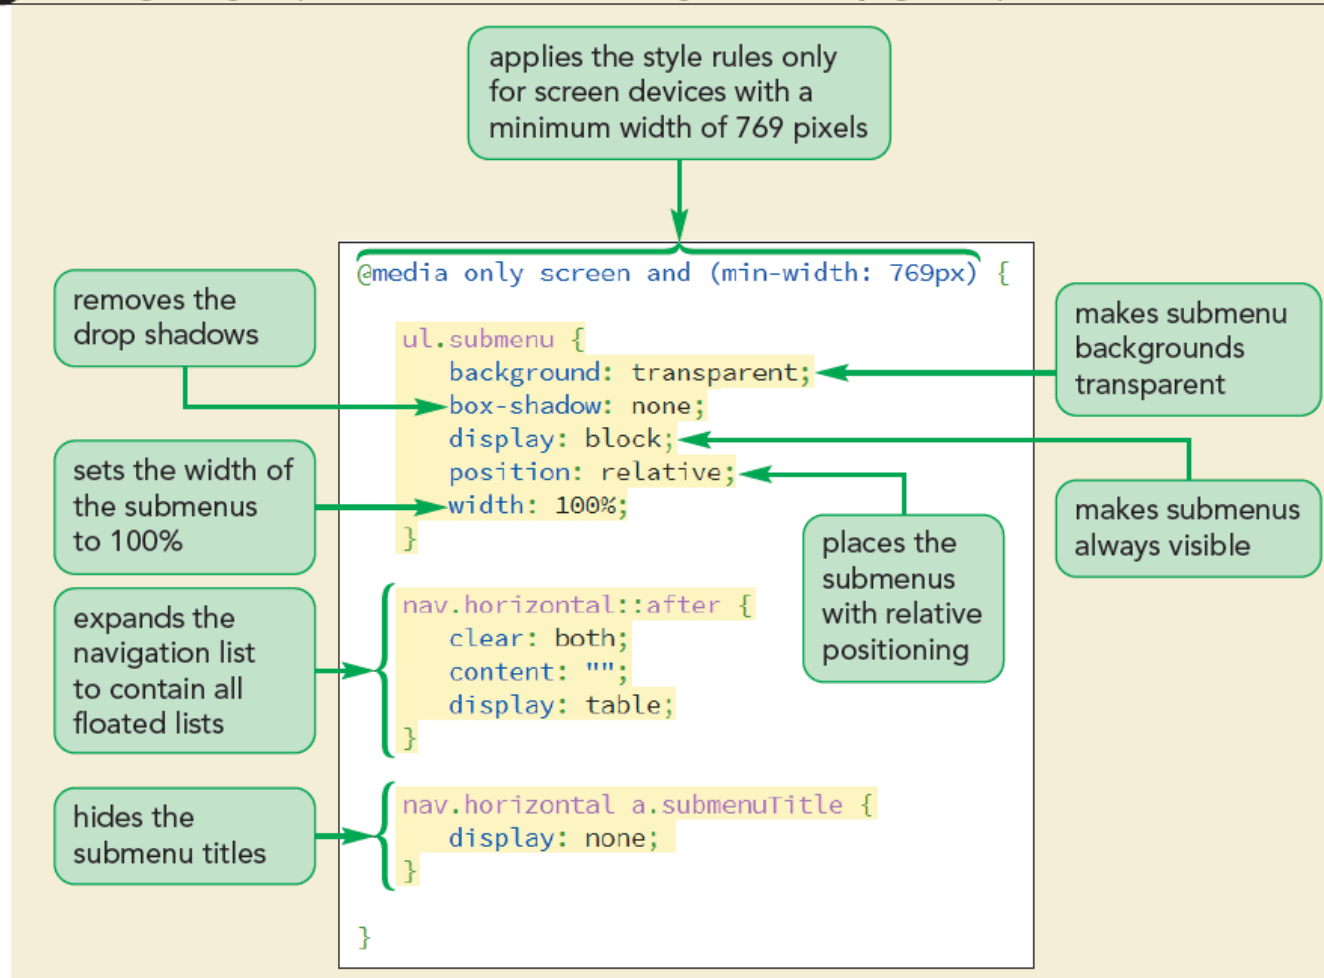 applies the style rules only
for screen devices with a
minimum width of 769 pixels
@media only screen and (min-width: 769px) {
removes the
drop shadows
ul.submenu {
background: transparent;
box-shadow: none;
display: block;
position: relative;
width: 100%;
}
makes submenu
backgrounds
transparent
sets the width of
the submenus
to 100%
makes submenus
always visible
places the
submenus
with relative
positioning
expands the
navigation list
to contain all
floated lists
nav.horizontal::after {
clear: both;
content: "";
display: table;
}
hides the
submenu titles
nav.horizontal a.submenuTitle {
display: none;
}
}